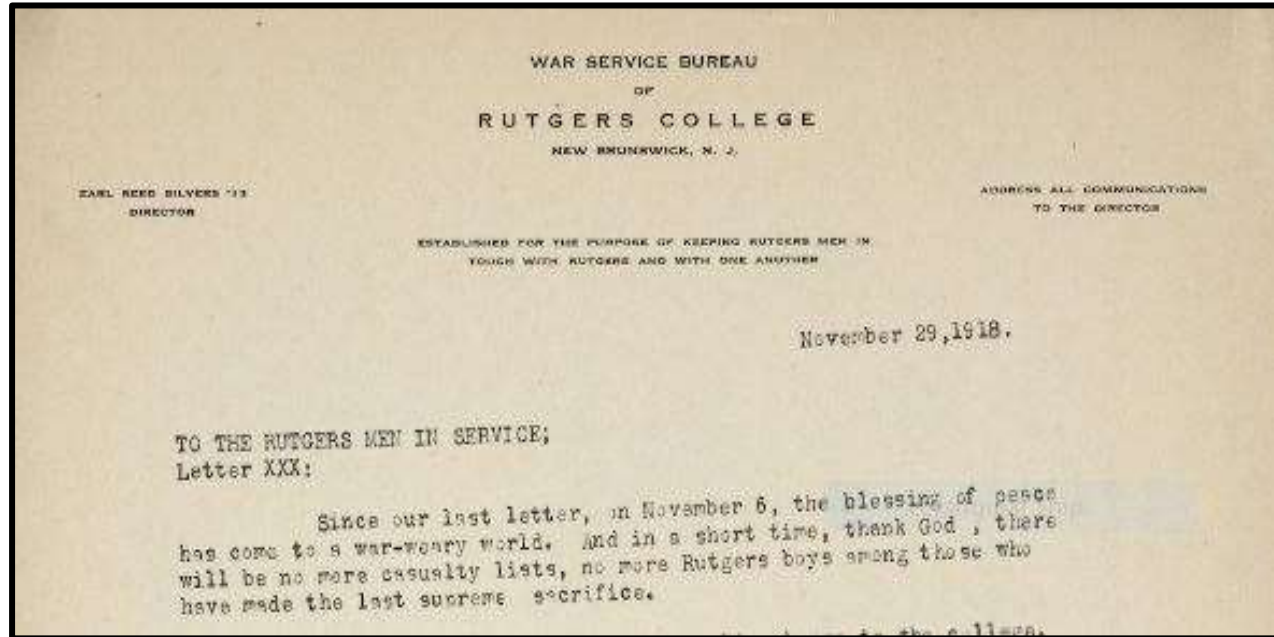 WAR SERVICE BUREAU
OF
RUTGERS COLLEGE
NEW BRUNSWICK, N. J.
EARL REED SILVERS '13
DIRECTOR
ADDRESS ALL COMMUNICATIONS
TO THE DIRECTOR
ESTABLISHED FOR THE PURPOSE OF KEEPING RUTGERS MEN IN
TOUCH WITH RUTGERS AND WITH ONE ANOTHER
November 29,1918.
TO THE RUTGERS MEN IN SERVICE;
Letter XXX:
Since our last letter, on November 6, the blessing of peace
has come to a war-weary world. And in a short time, thank God , there
will be no more casualty lists, no more Rutgers boys among those who
have made the last supreme sacrifice.
to the college.